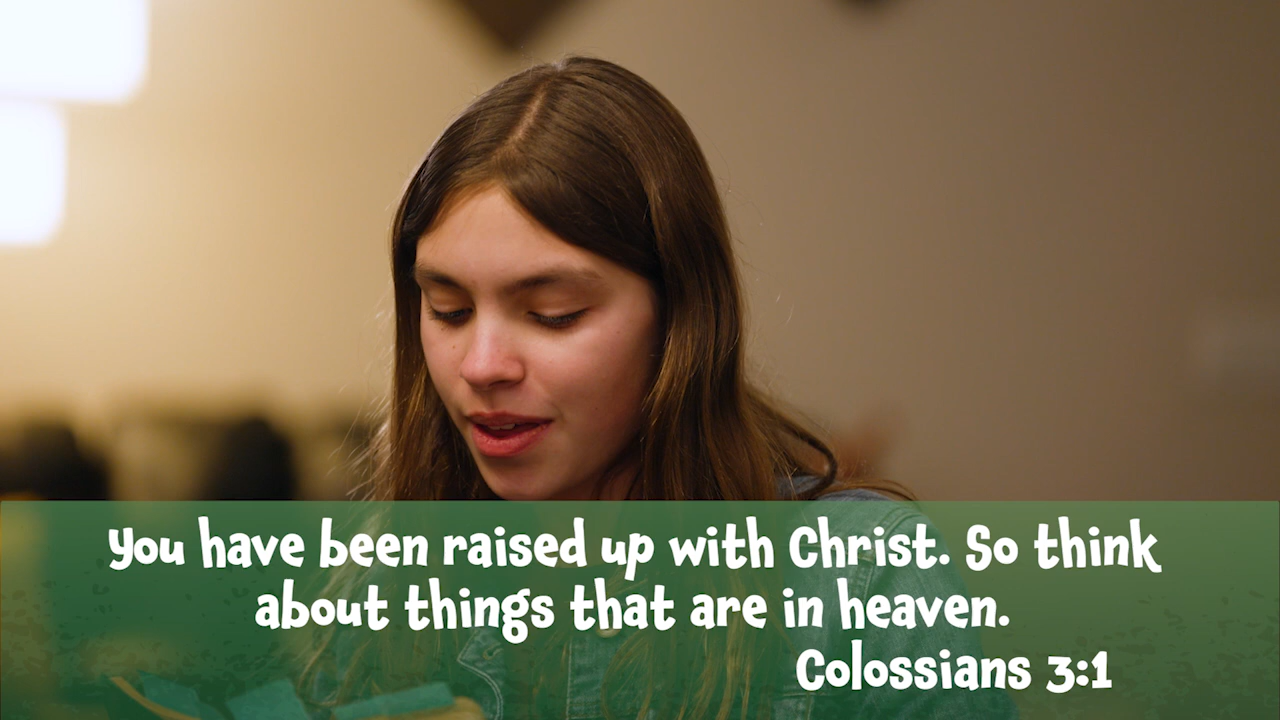 You have been raised up with Christ. So think
about things that are in heaven.
Colossians 3:1